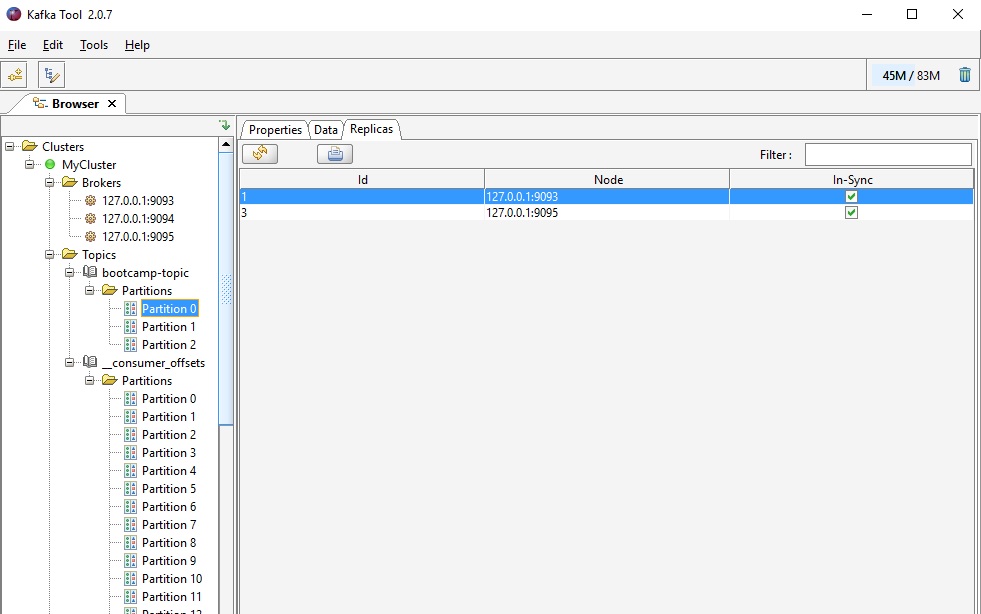 Kafka Tool 2.0.7
File Edit Tools Help
45M / 83M
Browser
Clusters
MyCluster
Brokers
127.0.0.1:9093
127.0.0.1:9094
127.0.0.1:9095
Topics
bootcamp-topic
Partitions
Partition 0
Partition 1
Partition 2
__consumer_offsets
Partitions
Partition 0
Partition 1
Partition 2
Partition 3
Partition 4
Partition 5
Partition 6
Partition 7
Partition 8
Partition 9
Partition 10
Partition 11
Partition 12
Properties Data Replicas
Filter :
Id Node In-Sync
1 127.0.0.1:9093
3 127.0.0.1:9095